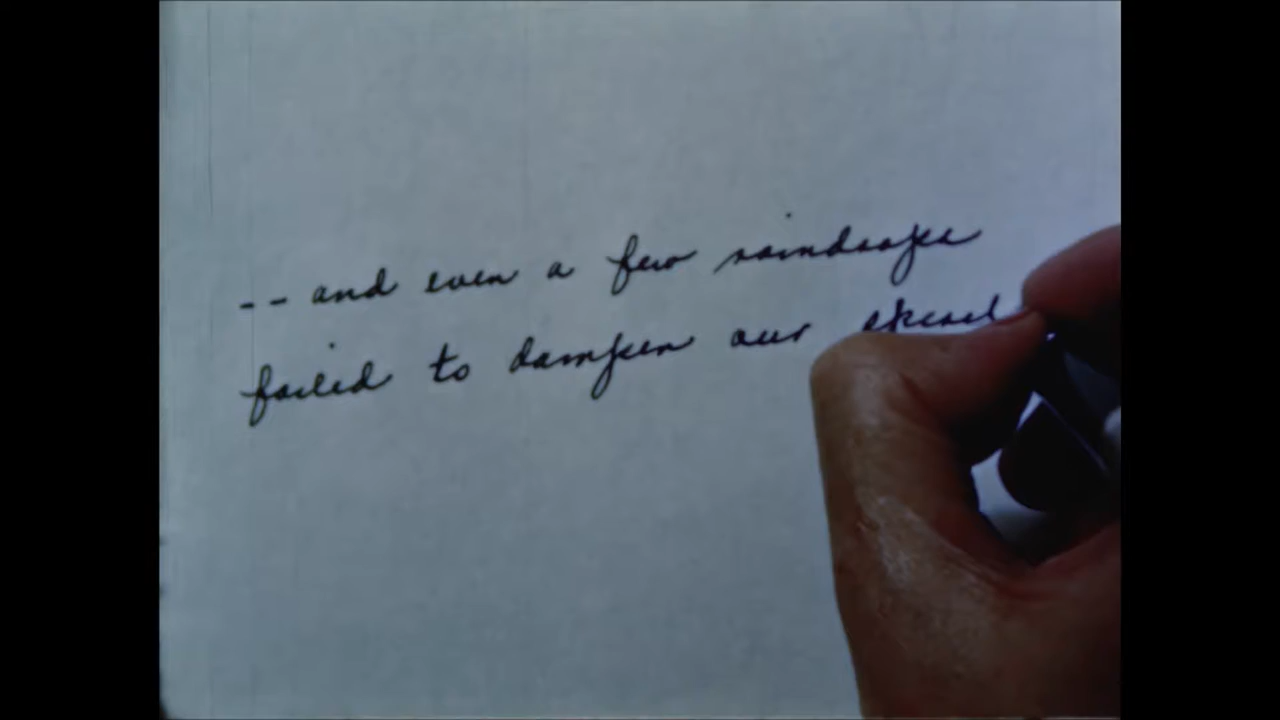 -- and even a few raindrops
failed to dampen our